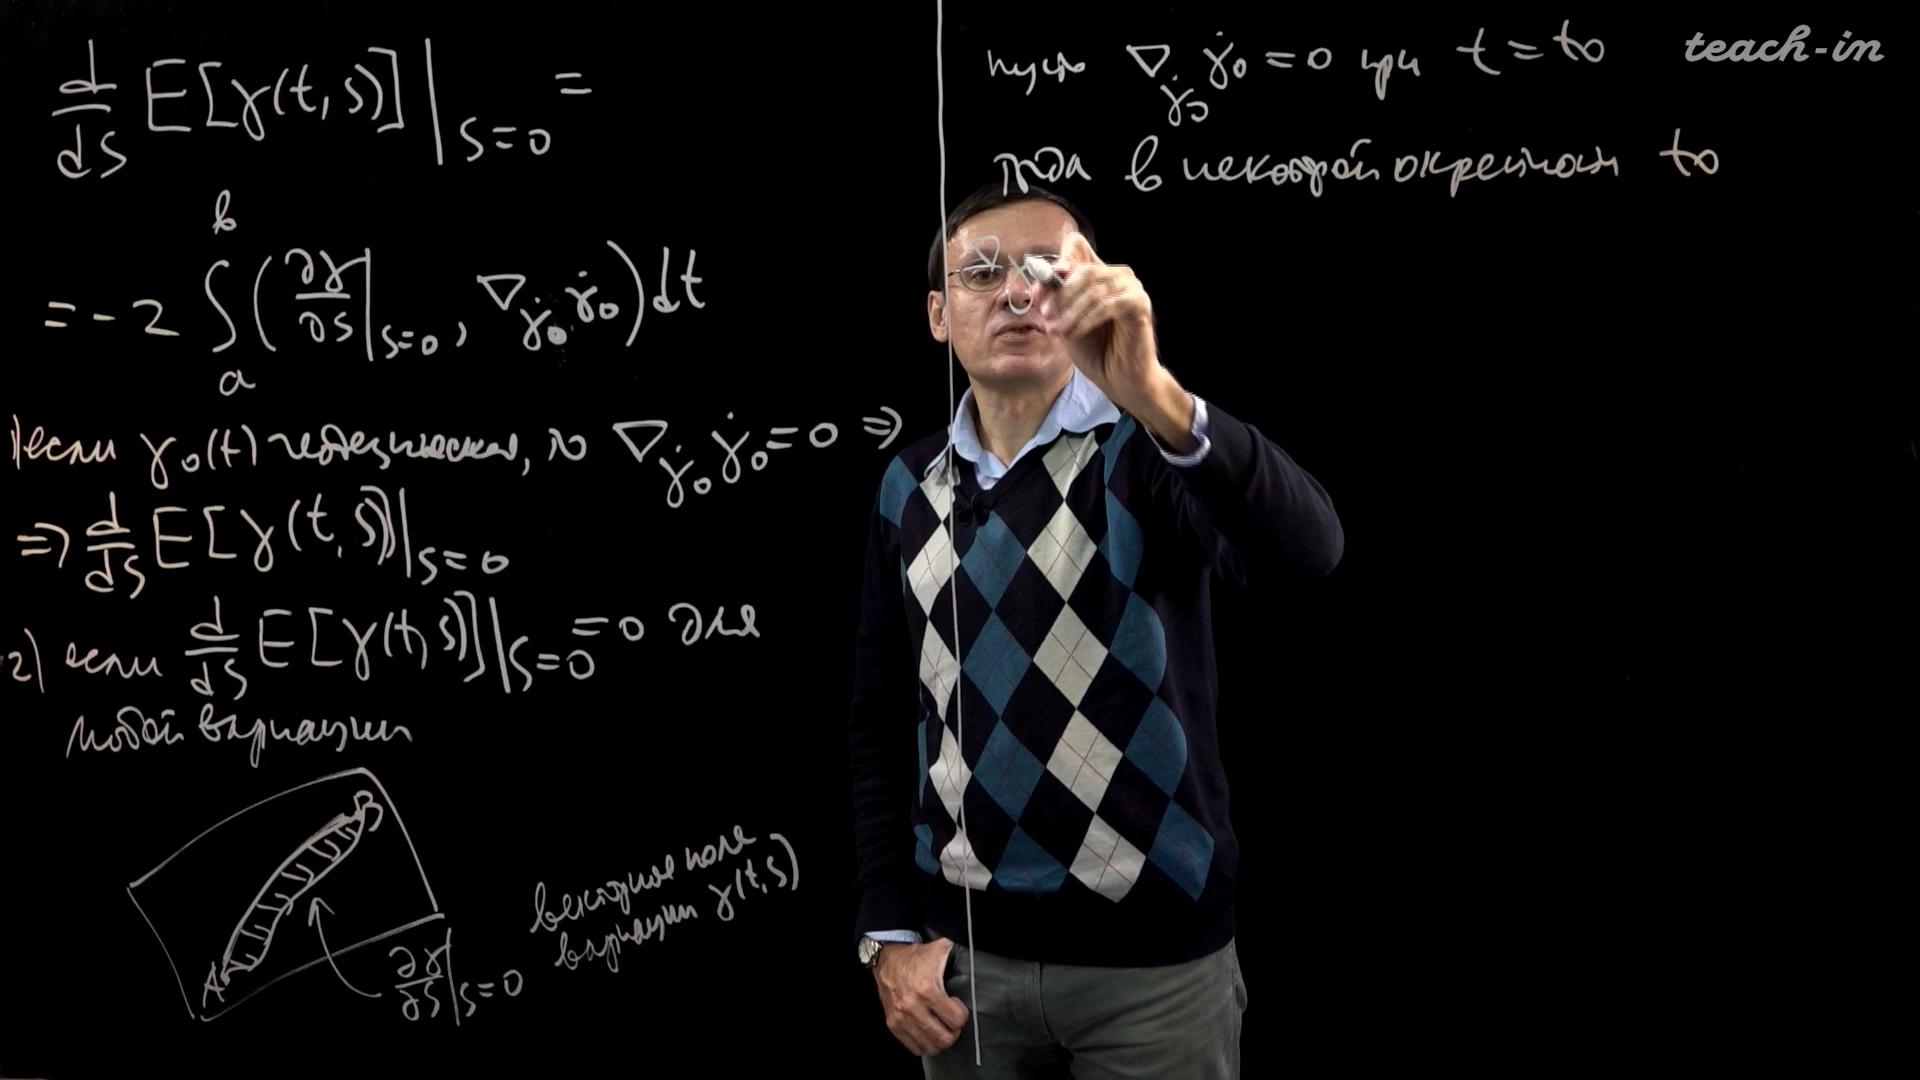 d/ds E[γ(t,s)]|s=0 =
= -2 ∫ₐᵇ (∂γ/∂s|s=0, ∇γ̇₀ γ̇₀) dt
1) если γ₀(t) геодезическая, то ∇γ̇₀ γ̇₀ = 0 ⇒
⇒ d/ds E[γ(t,s)]|s=0
2) если d/ds E[γ(t,s)]|s=0 = 0 для
любой вариации
A B
∂γ/∂s|s=0
векторное поле
вариации γ(t,s)
пусть ∇γ̇₀ γ̇₀ = 0 при t = t₀
тогда в некоторой окрестности t₀
∇γ̇
teach-in